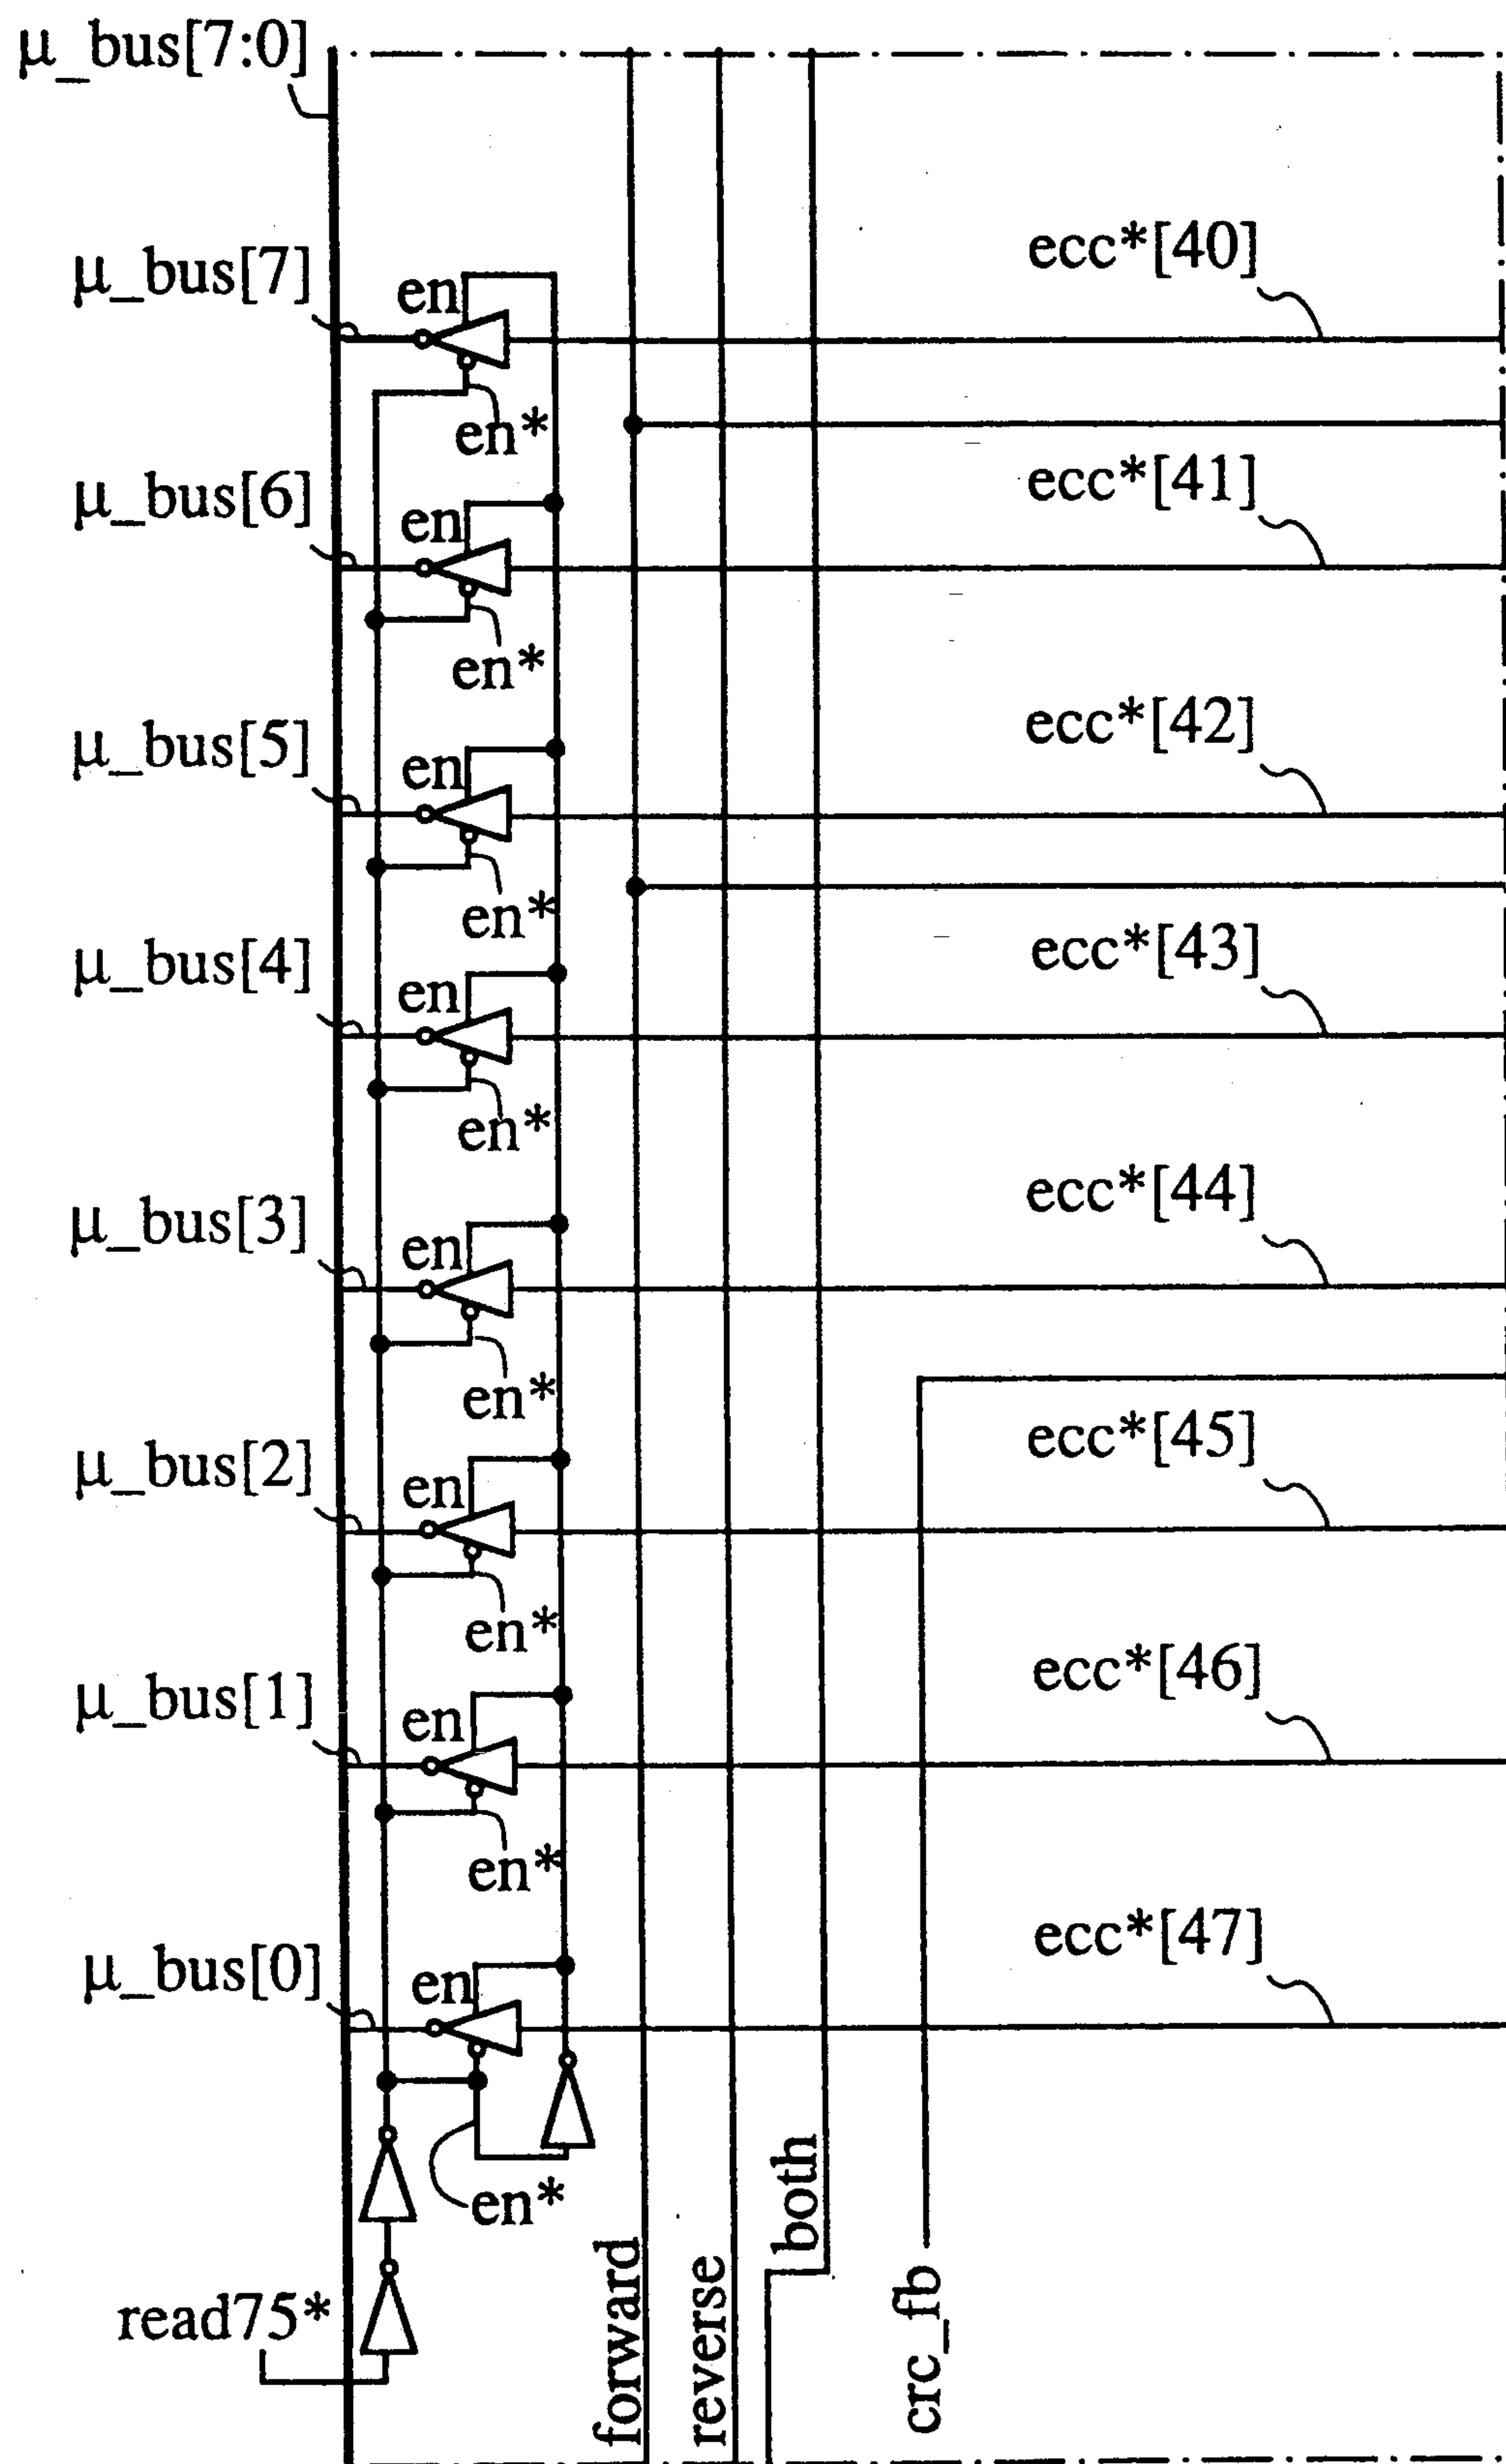 μ_bus[7:0]
μ_bus[7]
en
en*
ecc*[40]
μ_bus[6]
en
en*
ecc*[41]
μ_bus[5]
en
en*
ecc*[42]
μ_bus[4]
en
en*
ecc*[43]
μ_bus[3]
en
en*
ecc*[44]
μ_bus[2]
en
en*
ecc*[45]
μ_bus[1]
en
en*
ecc*[46]
μ_bus[0]
en
en*
ecc*[47]
read75*
forward
reverse
both
crc_fb